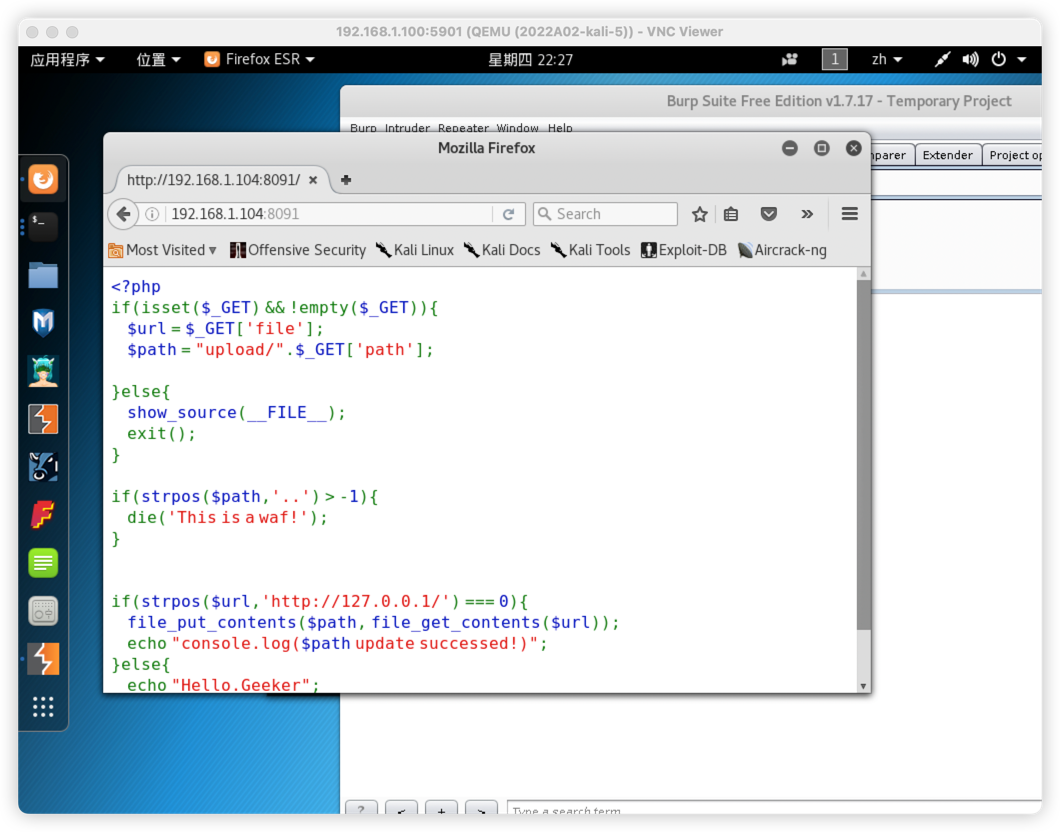 192.168.1.100:5901 (QEMU (2022A02-kali-5)) - VNC Viewer
应用程序 位置 Firefox ESR 星期四 22:27 1 zh
Burp Suite Free Edition v1.7.17 - Temporary Project
Burp Intruder Repeater Window Help
Mozilla Firefox
parer Extender Project op
http://192.168.1.104:8091/
192.168.1.104:8091 Search
Most Visited Offensive Security Kali Linux Kali Docs Kali Tools Exploit-DB Aircrack-ng
<?php
if(isset($_GET) && !empty($_GET)){
$url = $_GET['file'];
$path = "upload/".$_GET['path'];
}else{
show_source(__FILE__);
exit();
}
if(strpos($path,'..') > -1){
die('This is a waf!');
}
if(strpos($url,'http://127.0.0.1/') === 0){
file_put_contents($path, file_get_contents($url));
echo "console.log($path update successed!)";
}else{
echo "Hello.Geeker";
? < + > Type a search term